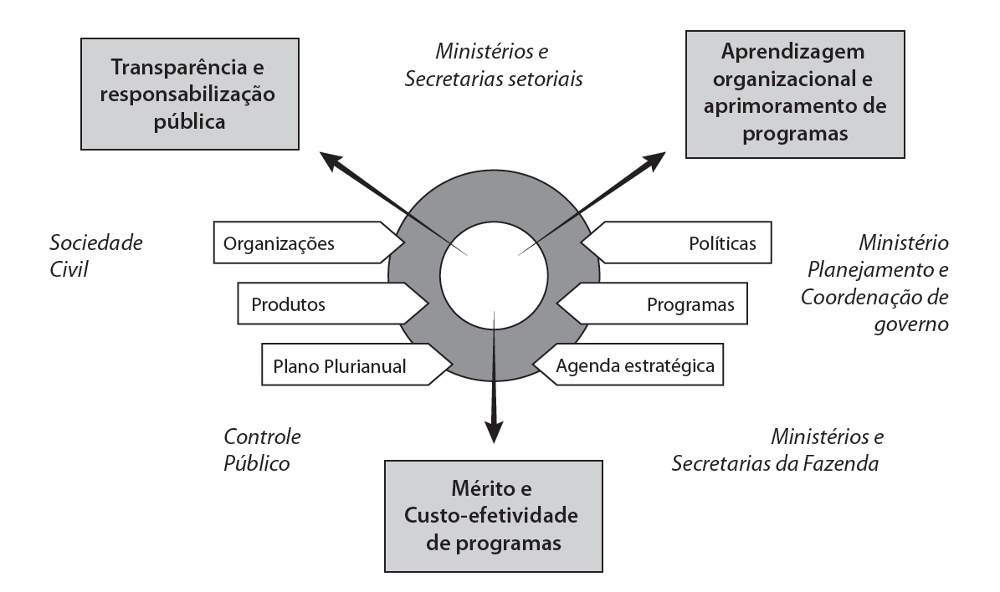 Transparência e
responsabilização
pública
Ministérios e
Secretarias setoriais
Aprendizagem
organizacional e
aprimoramento de
programas
Sociedade
Civil
Organizações
Produtos
Plano Plurianual
Políticas
Programas
Agenda estratégica
Ministério
Planejamento e
Coordenação de
governo
Controle
Público
Mérito e
Custo-efetividade
de programas
Ministérios e
Secretarias da Fazenda